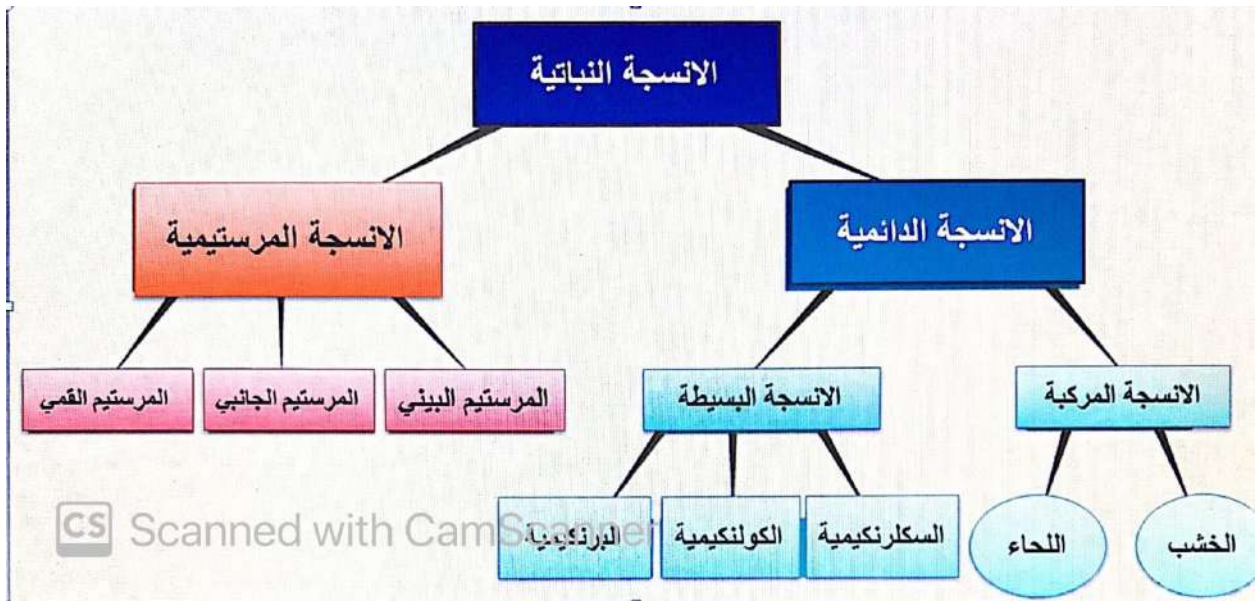 الانسجة النباتية
الانسجة الدائمية
الانسجة المرستيمية
الانسجة المركبة
الانسجة البسيطة
المرستيم البيني
المرستيم الجانبي
المرستيم القمي
الخشب
اللحاء
السكلرنكيمية
الكولنكيمية
البرنكيمية
CS Scanned with CamScanner